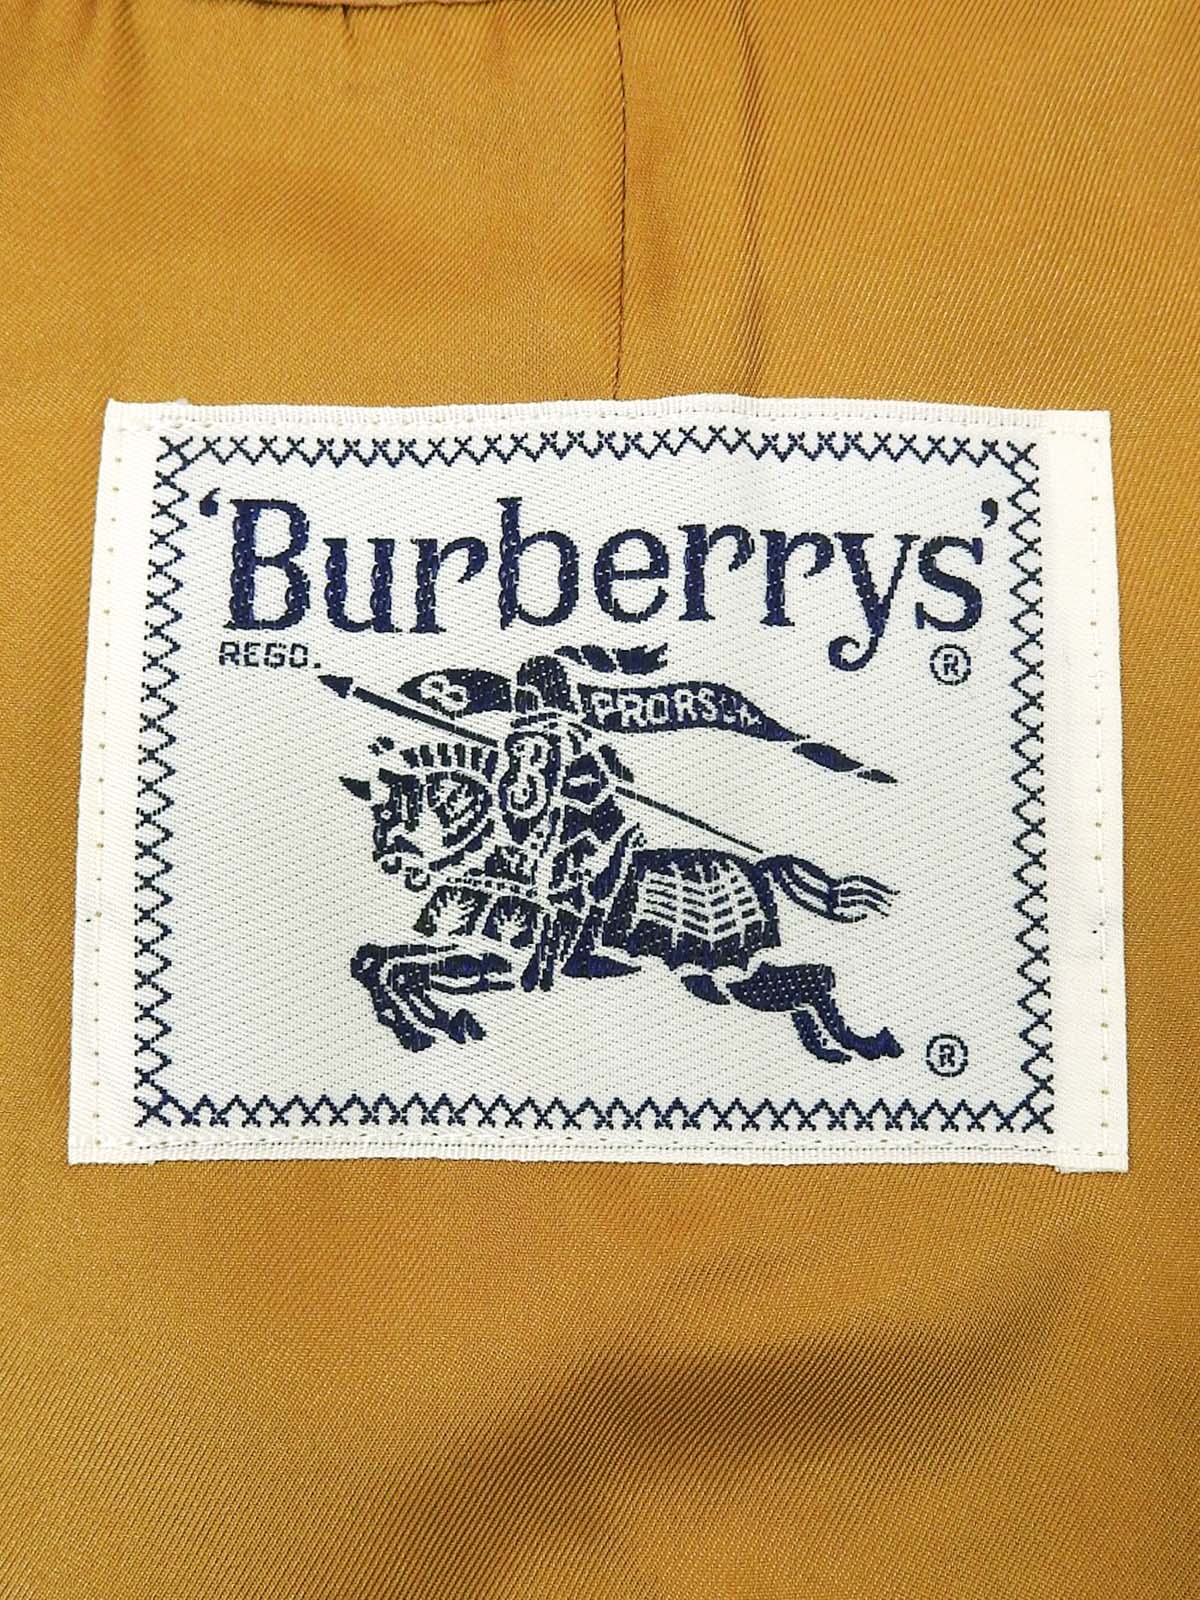 ‘Burberrys’
REGD.
®
B PRORSUM
B
®